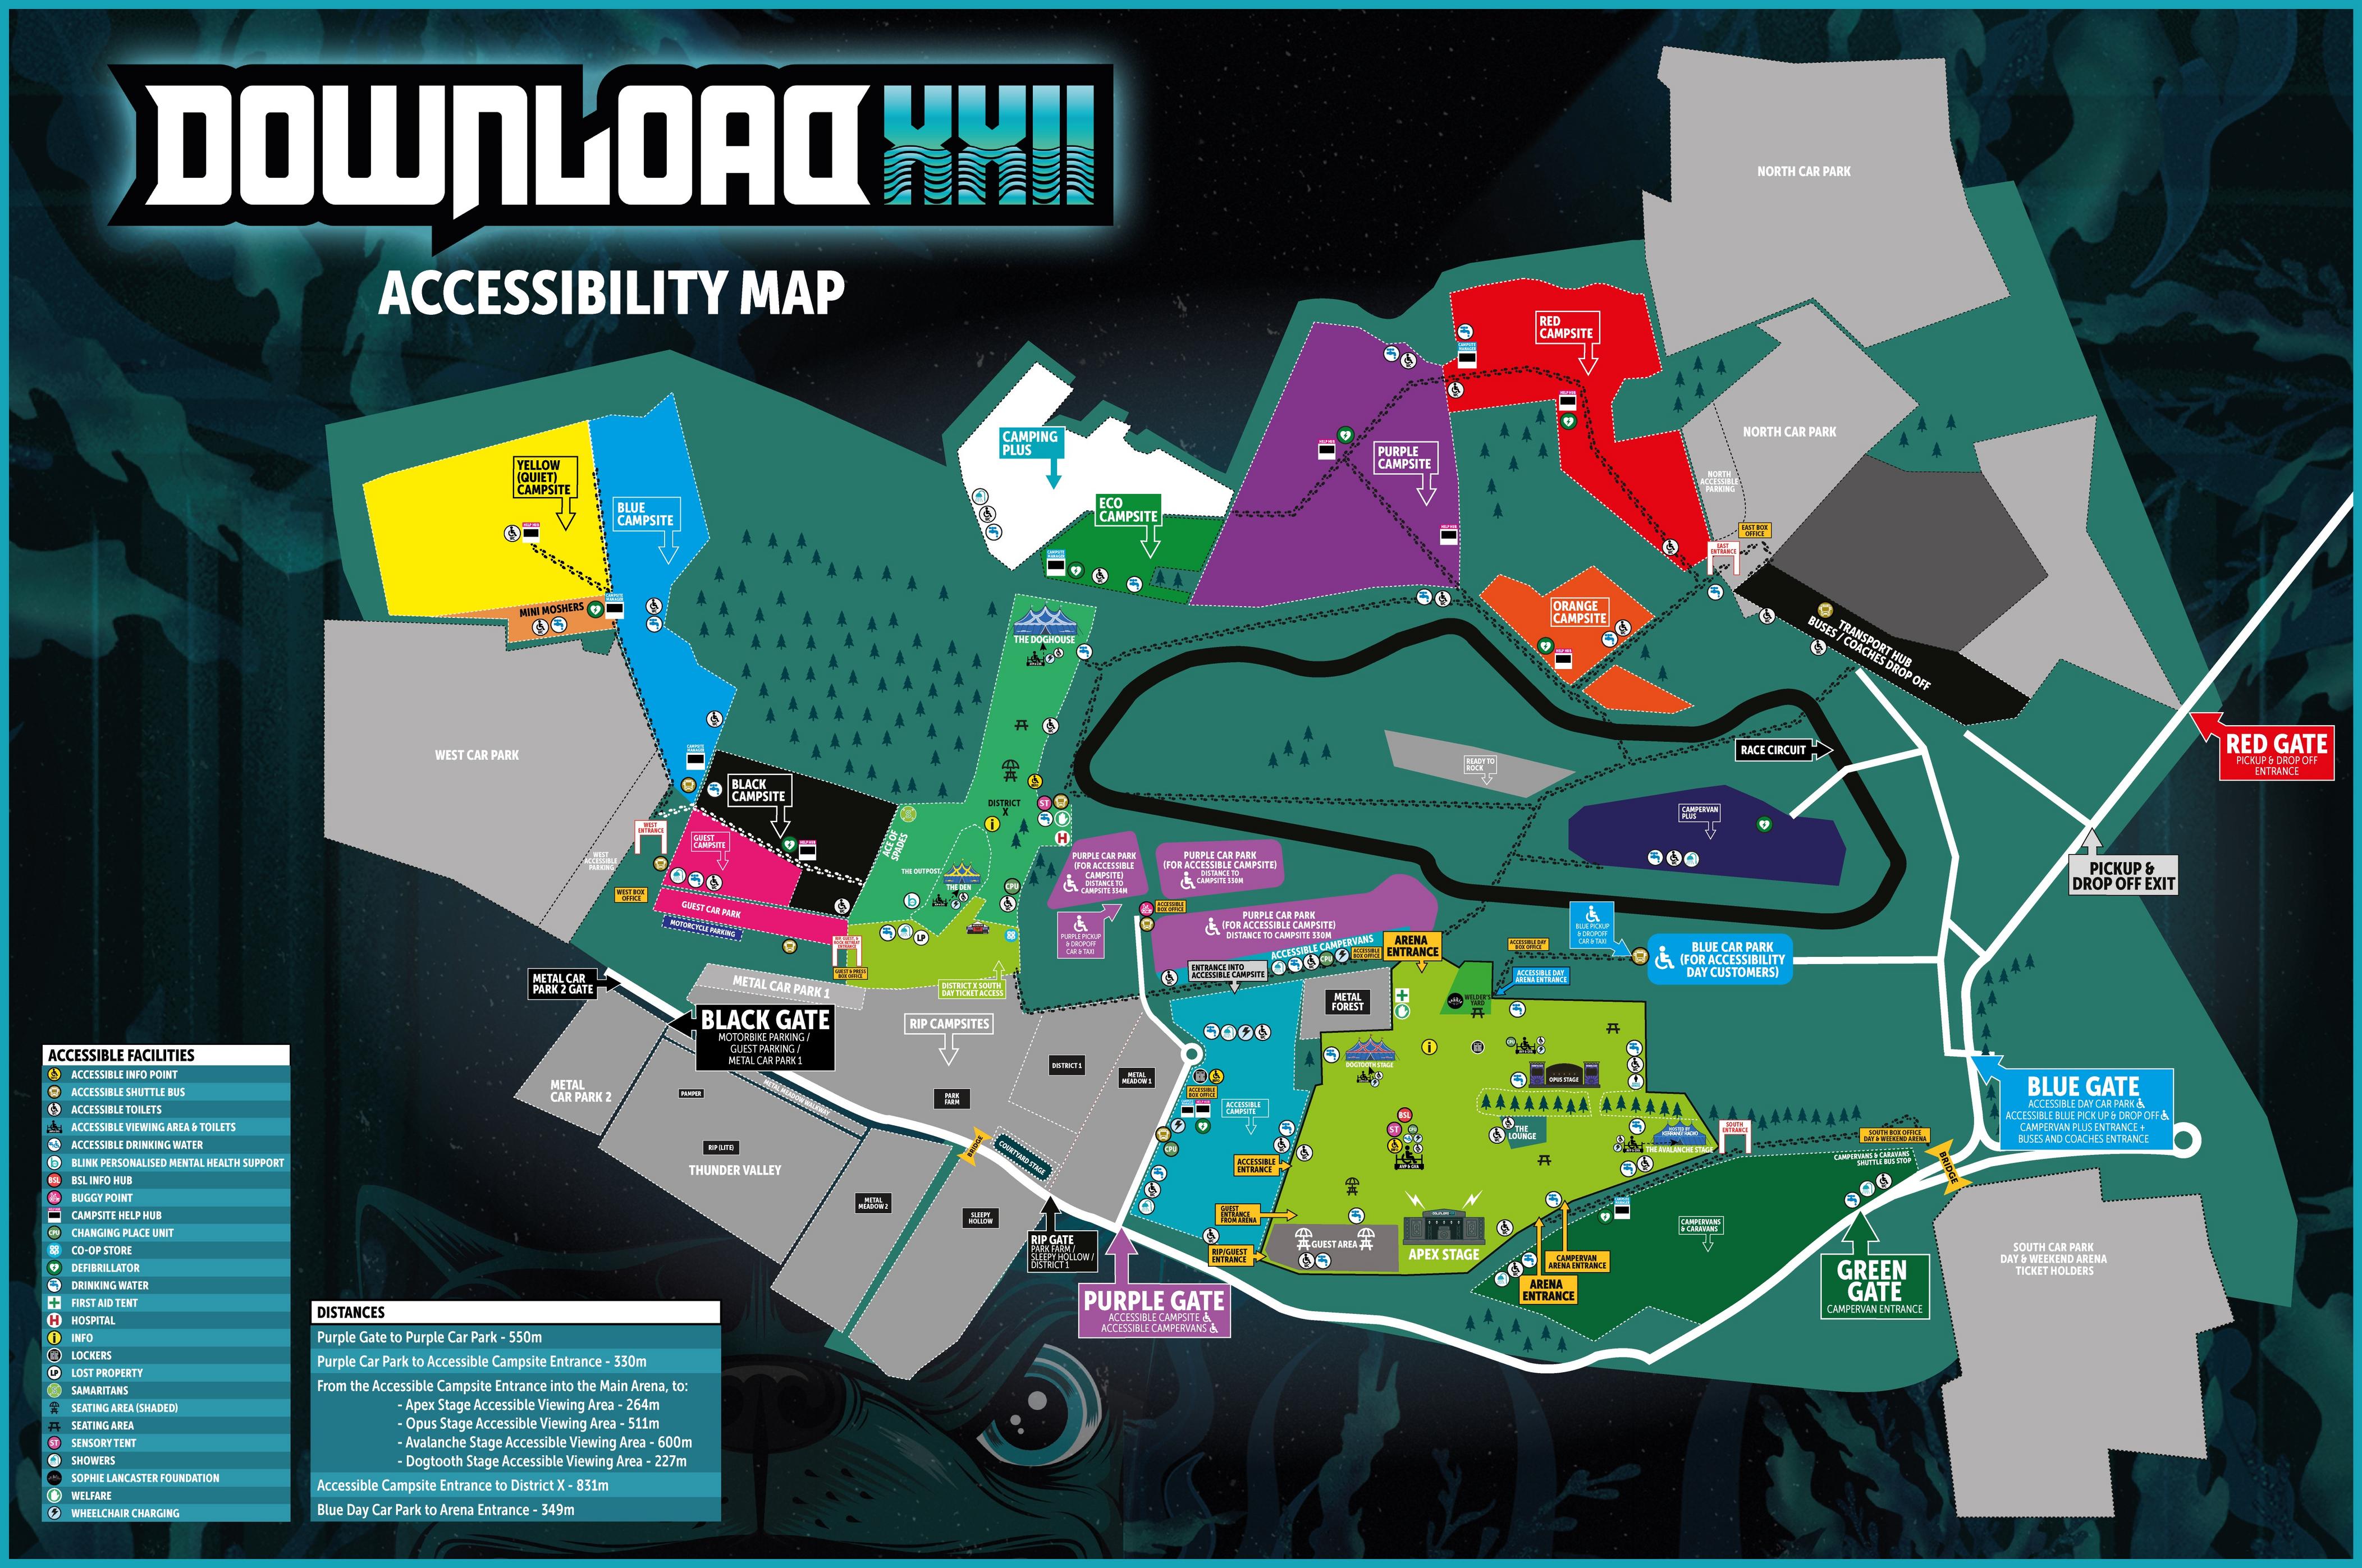 DOWNLOAD XXII
ACCESSIBILITY MAP
NORTH CAR PARK
RED
CAMPSITE
NORTH CAR PARK
NORTH
ACCESSIBLE
PARKING
EAST BOX
OFFICE
EAST
ENTRANCE
PURPLE
CAMPSITE
CAMPING
PLUS
ECO
CAMPSITE
YELLOW
(QUIET)
CAMPSITE
BLUE
CAMPSITE
MINI MOSHERS
ORANGE
CAMPSITE
TRANSPORT HUB
BUSES / COACHES DROP OFF
THE DOGHOUSE
WEST CAR PARK
RED GATE
PICKUP & DROP OFF
ENTRANCE
RACE CIRCUIT
READY TO
ROCK
CAMPERVAN
PLUS
PICKUP &
DROP OFF EXIT
BLACK
CAMPSITE
GUEST
CAMPSITE
WEST
ENTRANCE
WEST
ACCESSIBLE
PARKING
WEST BOX
OFFICE
GUEST CAR PARK
MOTORCYCLE PARKING
DISTRICT
X
ACE OF
SPADES
THE OUTPOST
THE DEN
GUEST & PRESS
BOX OFFICE
DISTRICT X SOUTH
DAY TICKET ACCESS
PURPLE CAR PARK
(FOR ACCESSIBLE
CAMPSITE)
DISTANCE TO
CAMPSITE 334M
PURPLE CAR PARK
(FOR ACCESSIBLE CAMPSITE)
DISTANCE TO
CAMPSITE 330M
PURPLE CAR PARK
(FOR ACCESSIBLE CAMPSITE)
DISTANCE TO CAMPSITE 330M
PURPLE PICKUP
& DROPOFF
CAR & TAXI
ACCESSIBLE
BOX OFFICE
ACCESSIBLE CAMPERVANS
ACCESSIBLE
BOX OFFICE
ENTRANCE INTO
ACCESSIBLE CAMPSITE
ARENA
ENTRANCE
ACCESSIBLE DAY
BOX OFFICE
BLUE PICKUP
& DROPOFF
CAR & TAXI
BLUE CAR PARK
(FOR ACCESSIBILITY
DAY CUSTOMERS)
ACCESSIBLE DAY
ARENA ENTRANCE
METAL CAR
PARK 2 GATE
METAL CAR PARK 1
BLACK GATE
MOTORBIKE PARKING /
GUEST PARKING /
METAL CAR PARK 1
RIP CAMPSITES
METAL
CAR PARK 2
PAMPER
METAL MEADOW WALKWAY
RIP (LITE)
THUNDER VALLEY
PARK
FARM
DISTRICT 1
METAL
MEADOW 1
METAL
MEADOW 2
SLEEPY
HOLLOW
BRIDGE
COURTYARD STAGE
RIP GATE
PARK FARM /
SLEEPY HOLLOW /
DISTRICT 1
PURPLE GATE
ACCESSIBLE CAMPSITE
ACCESSIBLE CAMPERVANS
METAL
FOREST
WELDER'S
YARD
DOGTOOTH STAGE
OPUS STAGE
ACCESSIBLE
BOX OFFICE
ACCESSIBLE
CAMPSITE
THE
LOUNGE
HOSTED BY
KERRANG! RADIO
THE AVALANCHE STAGE
SOUTH
ENTRANCE
ACCESSIBLE
ENTRANCE
GUEST
ENTRANCE
FROM ARENA
RIP/GUEST
ENTRANCE
GUEST AREA
APEX STAGE
ARENA
ENTRANCE
CAMPERVAN
ARENA ENTRANCE
CAMPERVANS
& CARAVANS
SOUTH BOX OFFICE
DAY & WEEKEND ARENA
CAMPERVANS & CARAVANS
SHUTTLE BUS STOP
BRIDGE
BLUE GATE
ACCESSIBLE DAY CAR PARK
ACCESSIBLE BLUE PICK UP & DROP OFF
CAMPERVAN PLUS ENTRANCE +
BUSES AND COACHES ENTRANCE
GREEN
GATE
CAMPERVAN ENTRANCE
SOUTH CAR PARK
DAY & WEEKEND ARENA
TICKET HOLDERS
ACCESSIBLE FACILITIES
ACCESSIBLE INFO POINT
ACCESSIBLE SHUTTLE BUS
ACCESSIBLE TOILETS
ACCESSIBLE VIEWING AREA & TOILETS
ACCESSIBLE DRINKING WATER
BLINK PERSONALISED MENTAL HEALTH SUPPORT
BSL INFO HUB
BUGGY POINT
CAMPSITE HELP HUB
CHANGING PLACE UNIT
CO-OP STORE
DEFIBRILLATOR
DRINKING WATER
FIRST AID TENT
HOSPITAL
INFO
LOCKERS
LOST PROPERTY
SAMARITANS
SEATING AREA (SHADED)
SEATING AREA
SENSORY TENT
SHOWERS
SOPHIE LANCASTER FOUNDATION
WELFARE
WHEELCHAIR CHARGING
DISTANCES
Purple Gate to Purple Car Park - 550m
Purple Car Park to Accessible Campsite Entrance - 330m
From the Accessible Campsite Entrance into the Main Arena, to:
- Apex Stage Accessible Viewing Area - 264m
- Opus Stage Accessible Viewing Area - 511m
- Avalanche Stage Accessible Viewing Area - 600m
- Dogtooth Stage Accessible Viewing Area - 227m
Accessible Campsite Entrance to District X - 831m
Blue Day Car Park to Arena Entrance - 349m